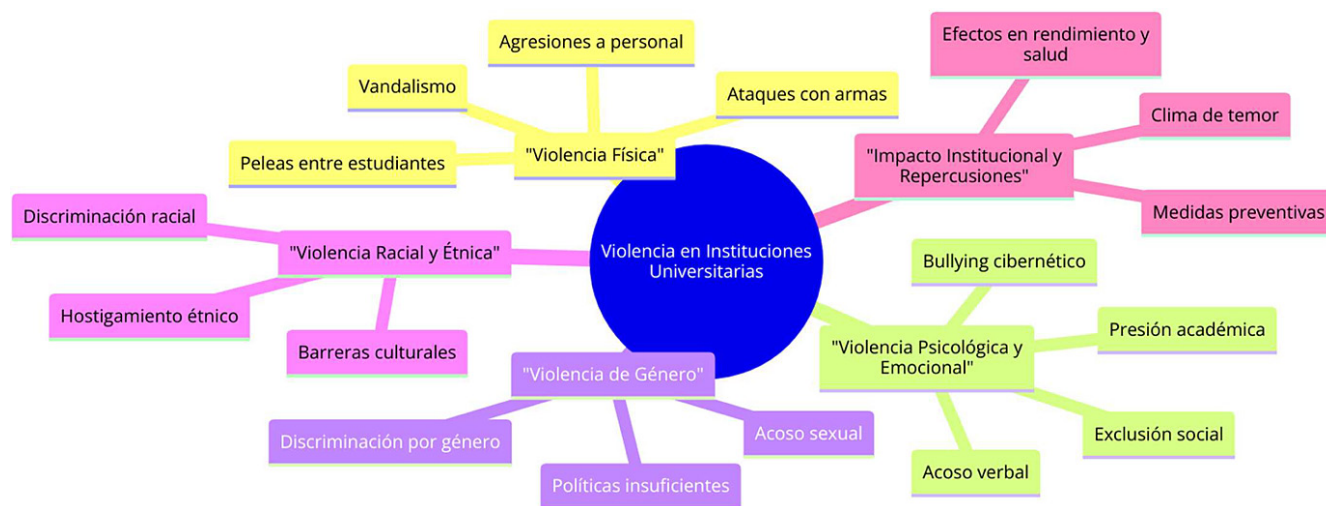 Agresiones a personal
Vandalismo
Ataques con armas
Peleas entre estudiantes
"Violencia Física"
Efectos en rendimiento y
salud
Clima de temor
"Impacto Institucional y
Repercusiones"
Medidas preventivas
Discriminación racial
"Violencia Racial y Étnica"
Hostigamiento étnico
Barreras culturales
Violencia en Instituciones
Universitarias
Bullying cibernético
Presión académica
"Violencia Psicológica y
Emocional"
Exclusión social
Acoso verbal
"Violencia de Género"
Discriminación por género
Acoso sexual
Políticas insuficientes